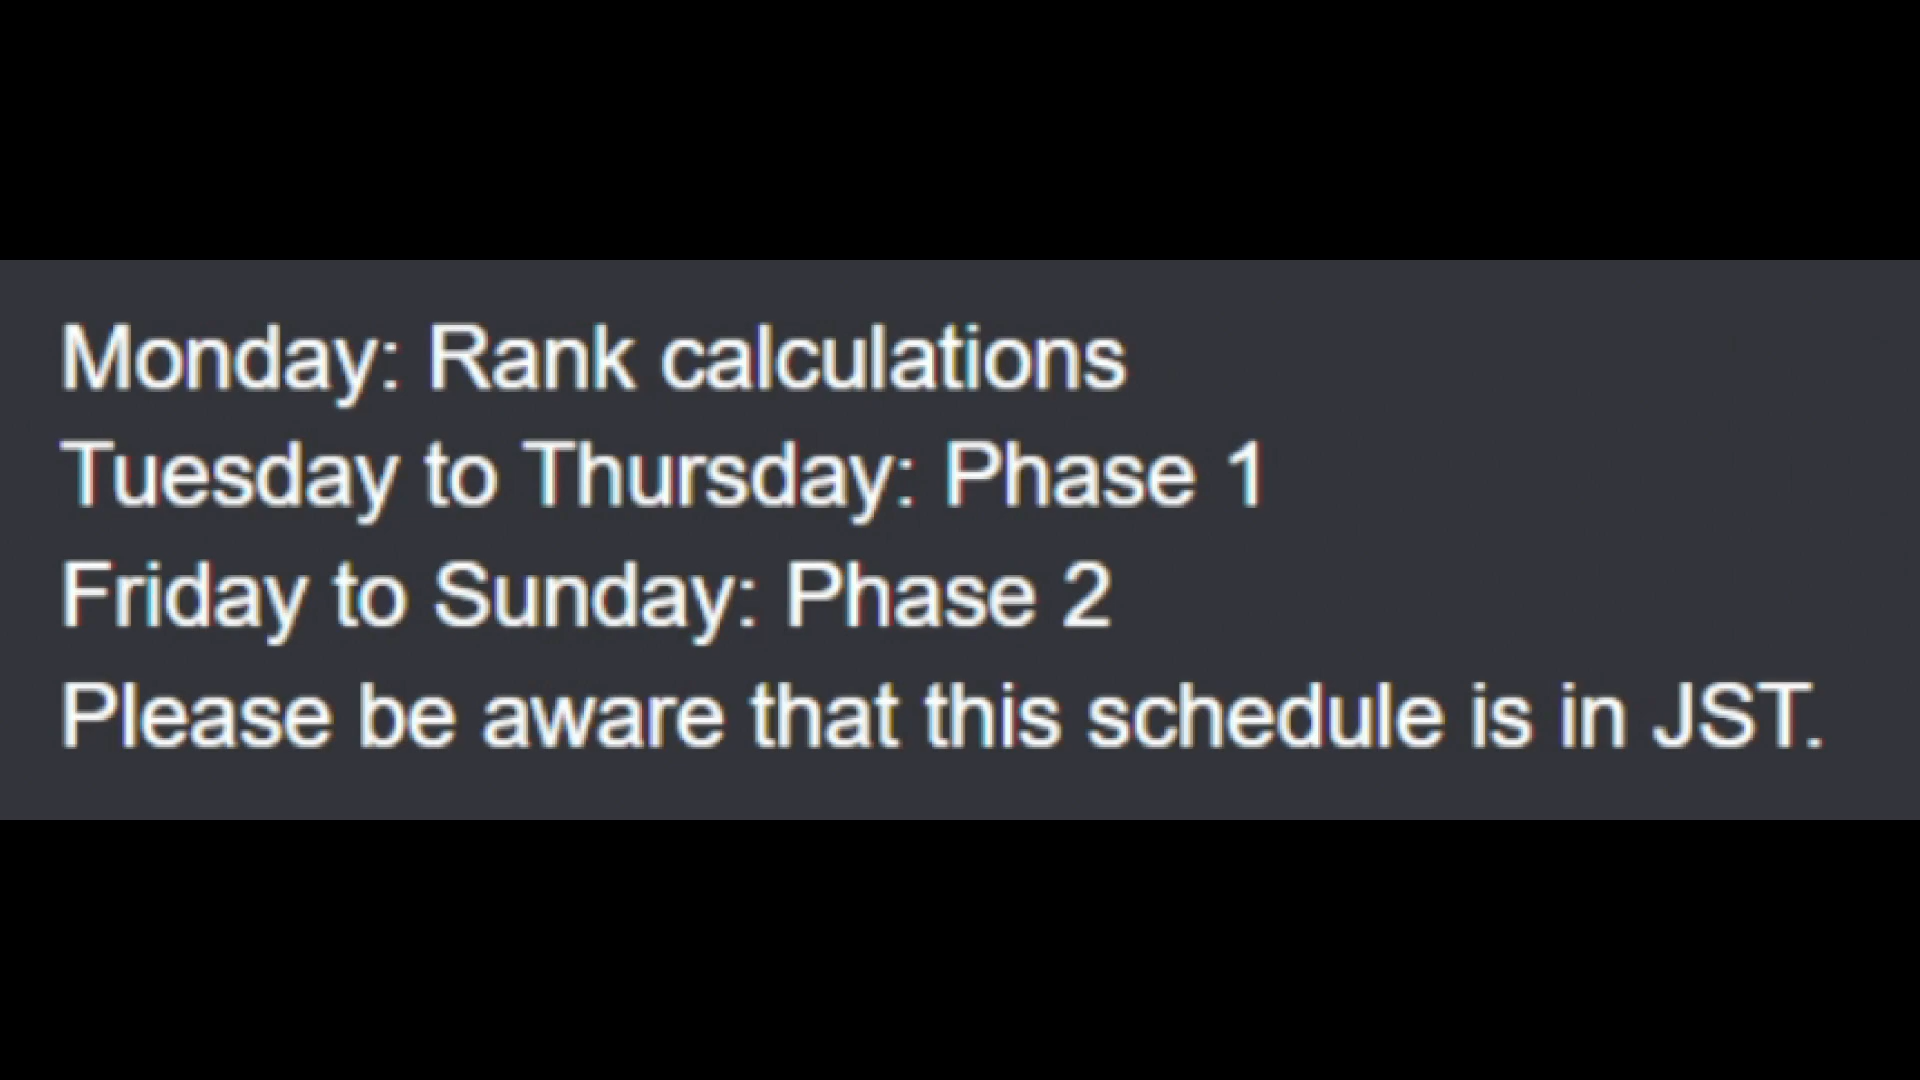 Monday: Rank calculations
Tuesday to Thursday: Phase 1
Friday to Sunday: Phase 2
Please be aware that this schedule is in JST.